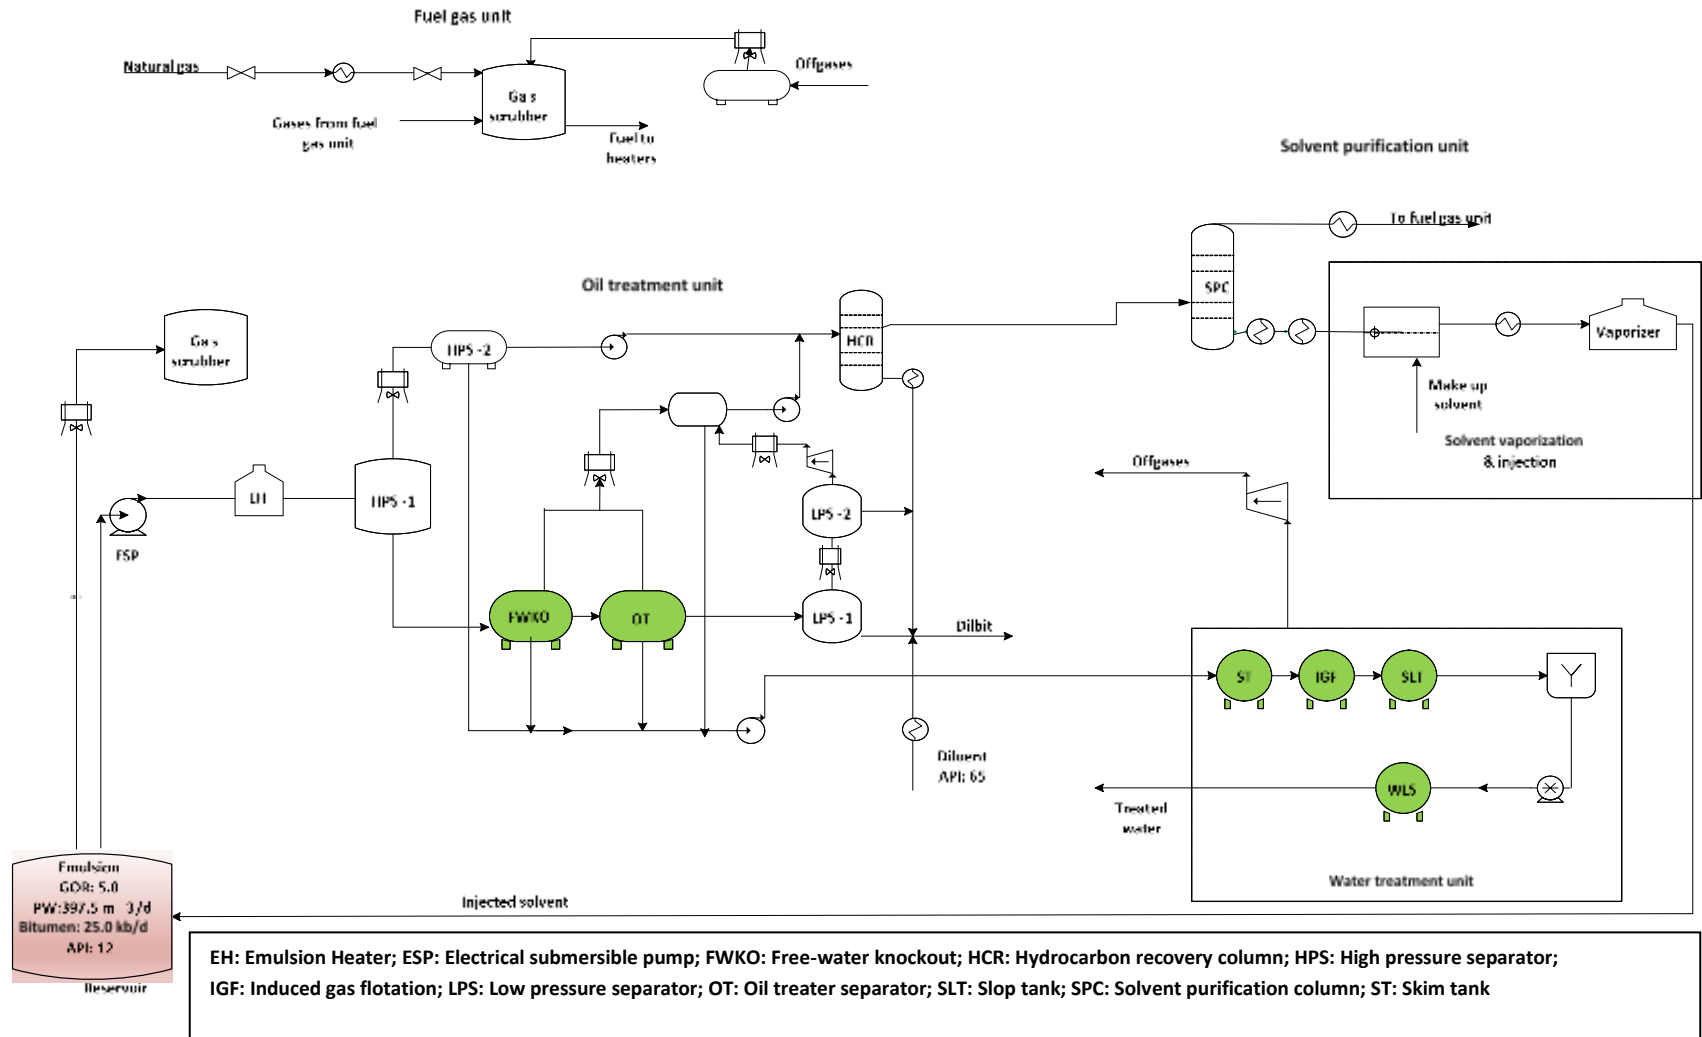 Fuel gas unit
Natural gas
Offgases
Gas
scrubber
Gases from fuel
gas unit
Fuel to
heaters
Solvent purification unit
To fuel gas unit
Oil treatment unit
SPC
Gas
scrubber
HPS -2
HCR
Vaporizer
Make up
solvent
Solvent vaporization
& injection
Offgases
EH
HPS -1
LPS -2
ESP
FWKO
OT
LPS -1
Dilbit
ST
IGF
SLT
Diluent
API: 65
WLS
Treated
water
Water treatment unit
Emulsion
GOR: 5.0
PW:397.5 m 3/d
Bitumen: 25.0 kb/d
API: 12
Reservoir
Injected solvent
EH: Emulsion Heater; ESP: Electrical submersible pump; FWKO: Free-water knockout; HCR: Hydrocarbon recovery column; HPS: High pressure separator;
IGF: Induced gas flotation; LPS: Low pressure separator; OT: Oil treater separator; SLT: Slop tank; SPC: Solvent purification column; ST: Skim tank